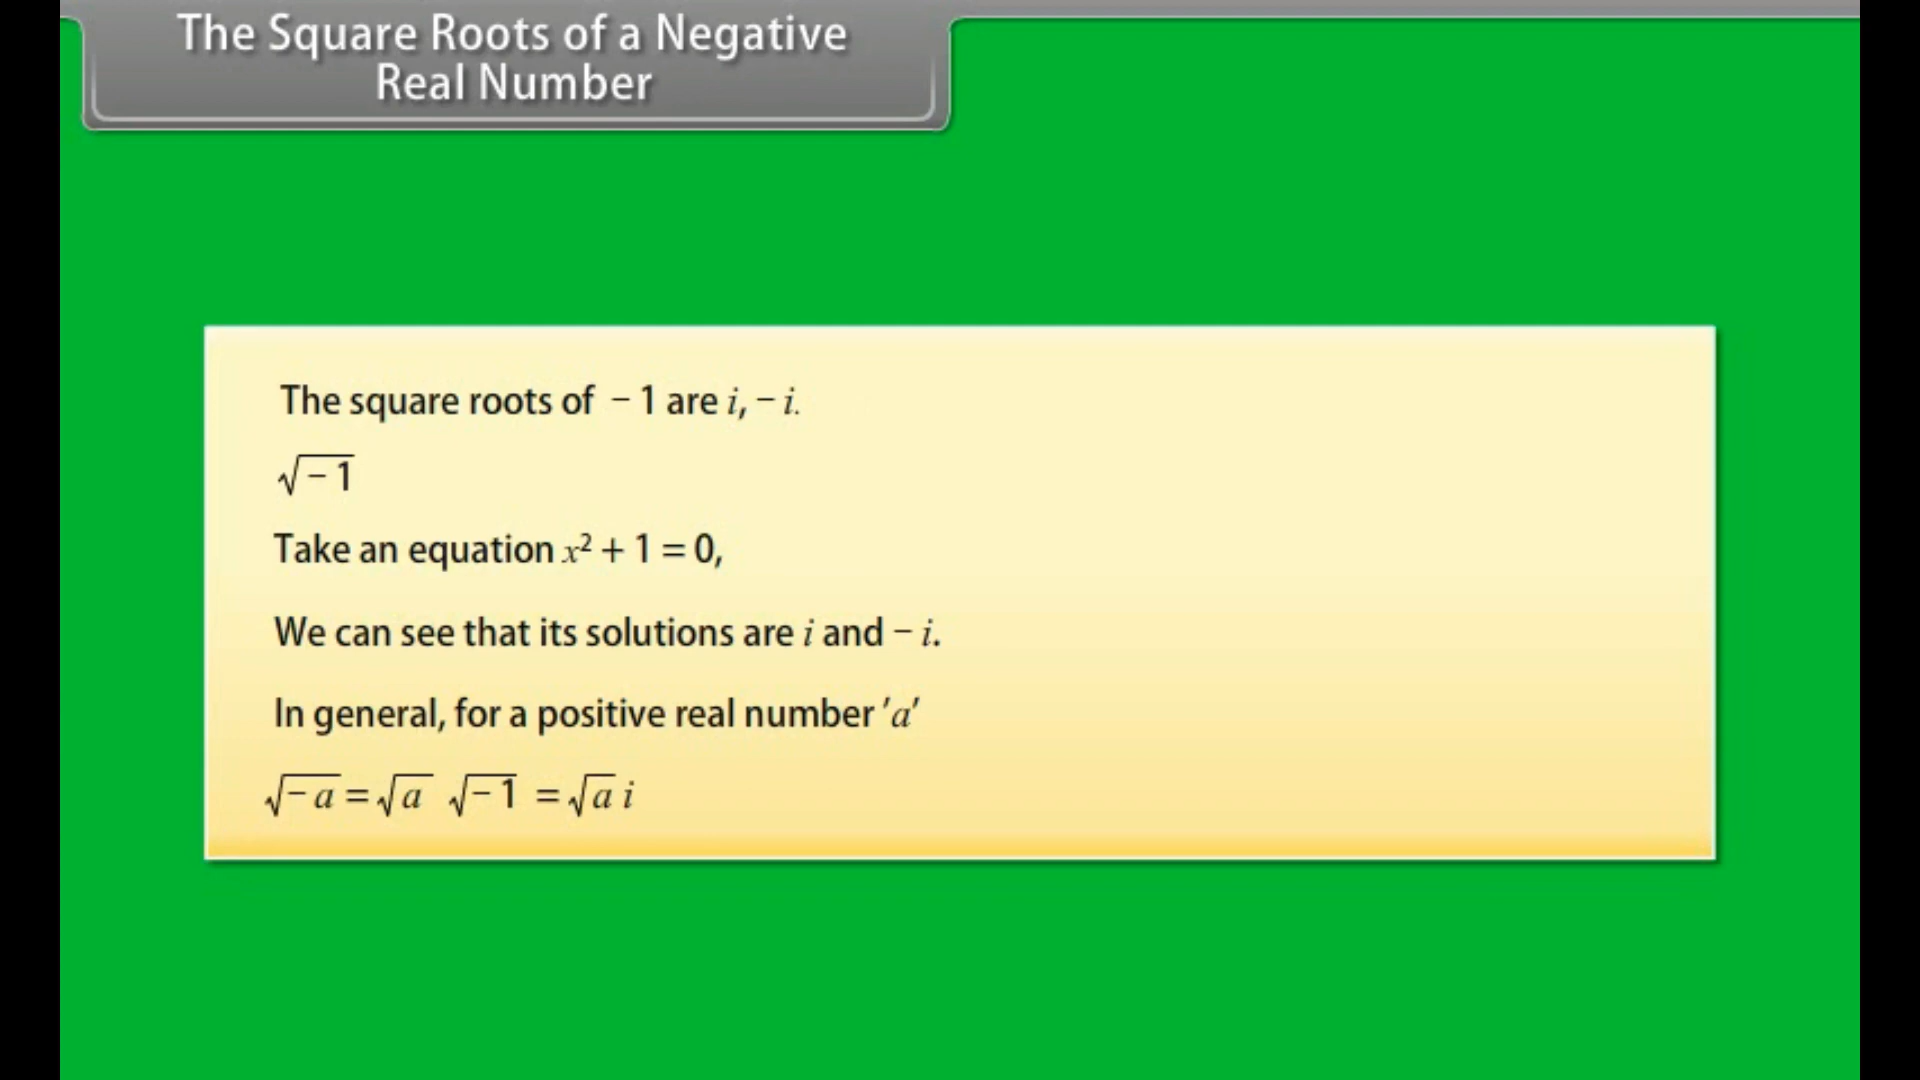 The Square Roots of a Negative
Real Number
The square roots of − 1 are i, − i.
√−1
Take an equation x² + 1 = 0,
We can see that its solutions are i and − i.
In general, for a positive real number ′a′
√−a = √a √−1 = √a i